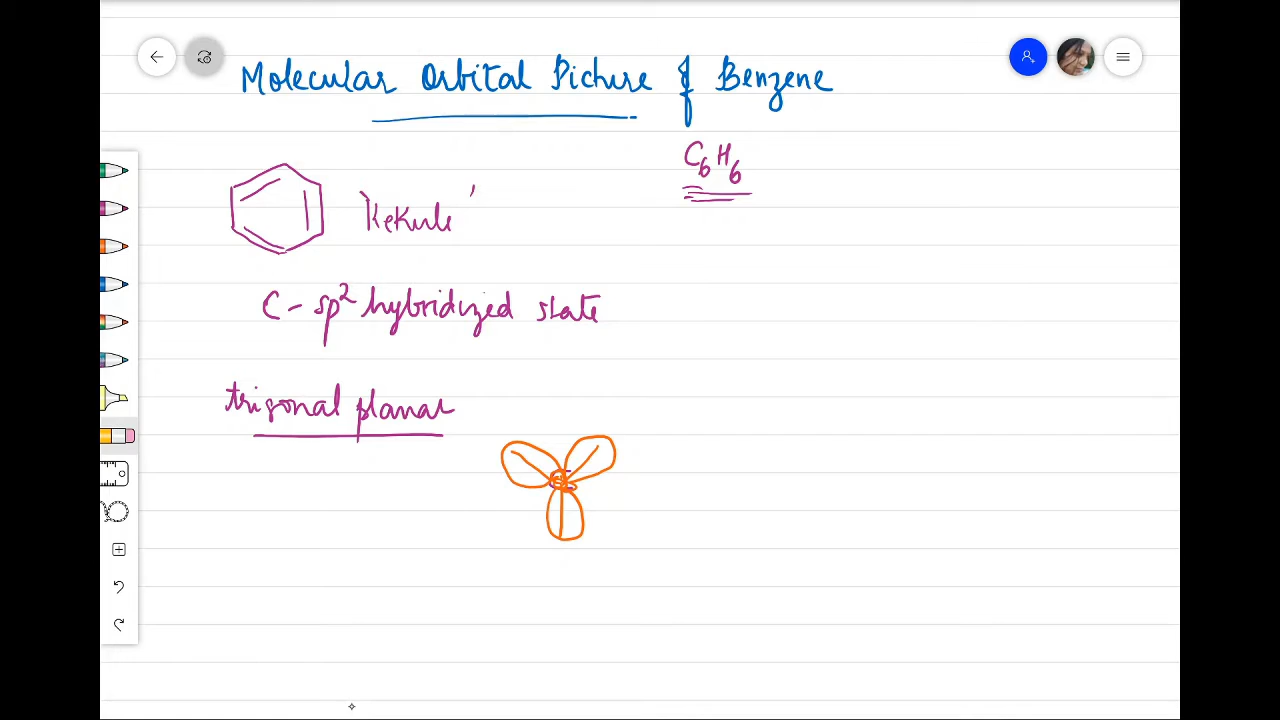 Molecular Orbital Picture of Benzene
C₆H₆
Kekule'
C - sp² hybridized state
trigonal planar
C